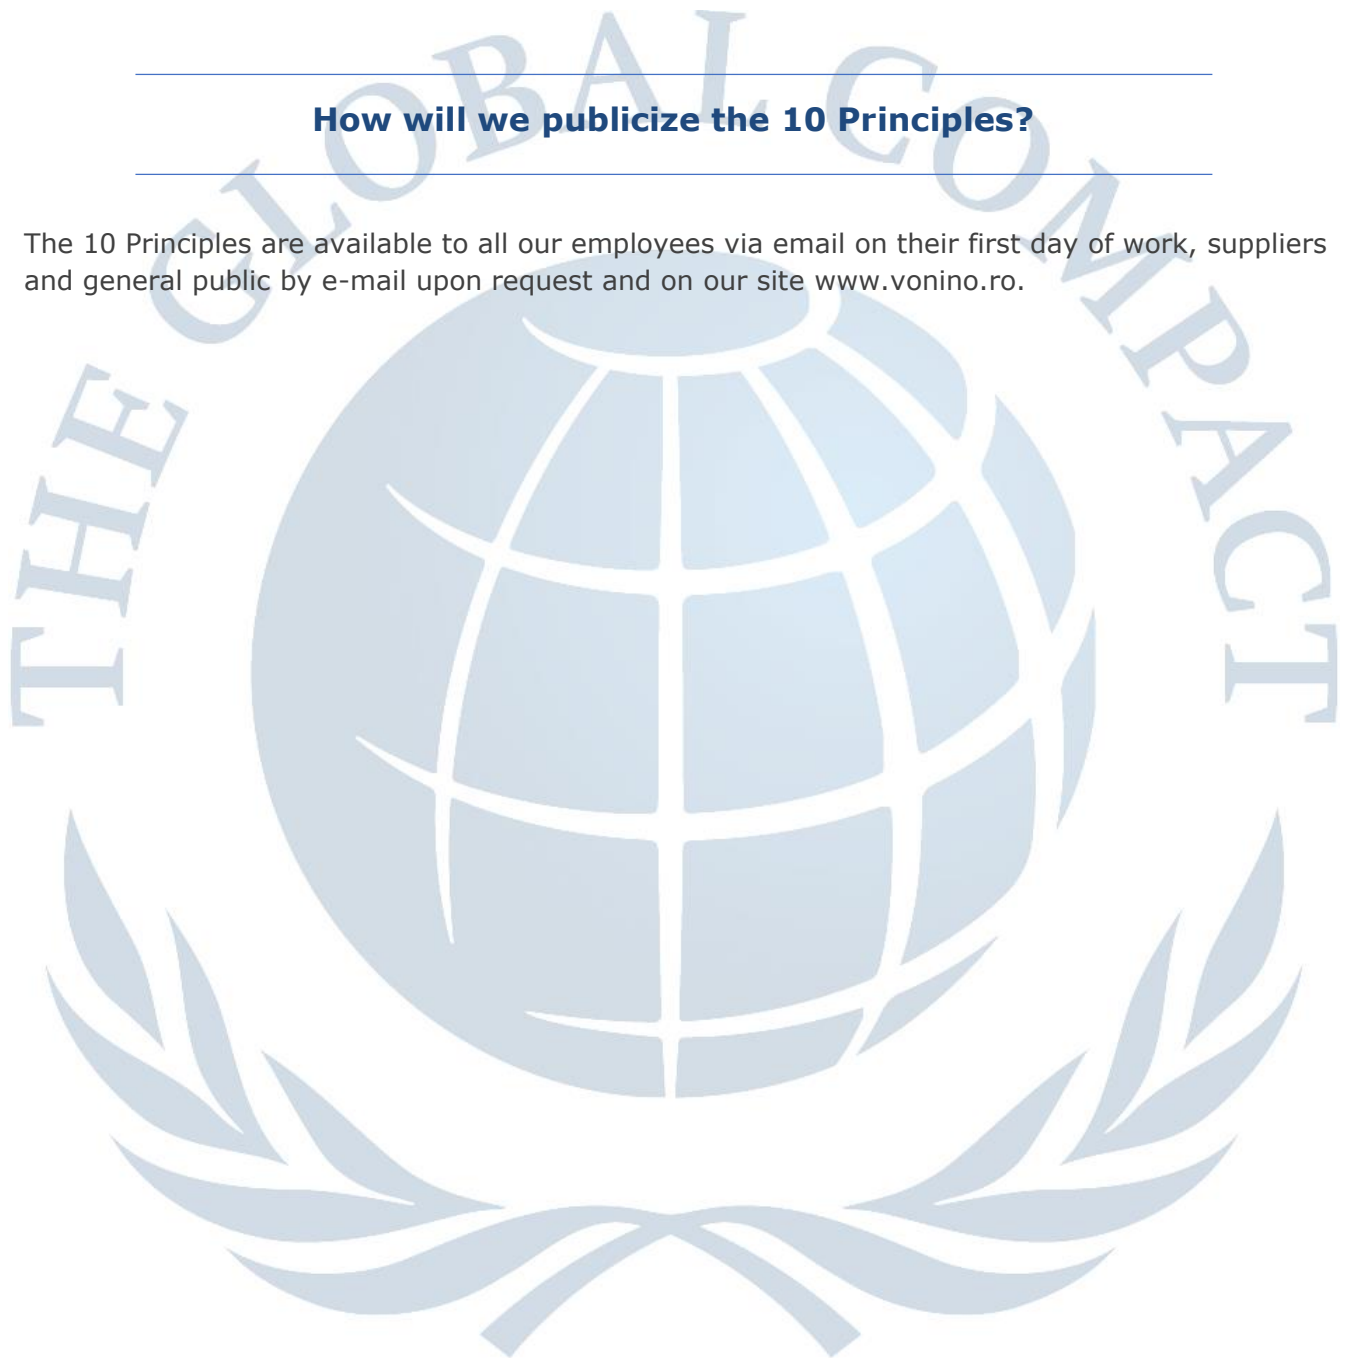 THE GLOBAL COMPACT
How will we publicize the 10 Principles?
The 10 Principles are available to all our employees via email on their first day of work, suppliers
and general public by e-mail upon request and on our site www.vonino.ro.